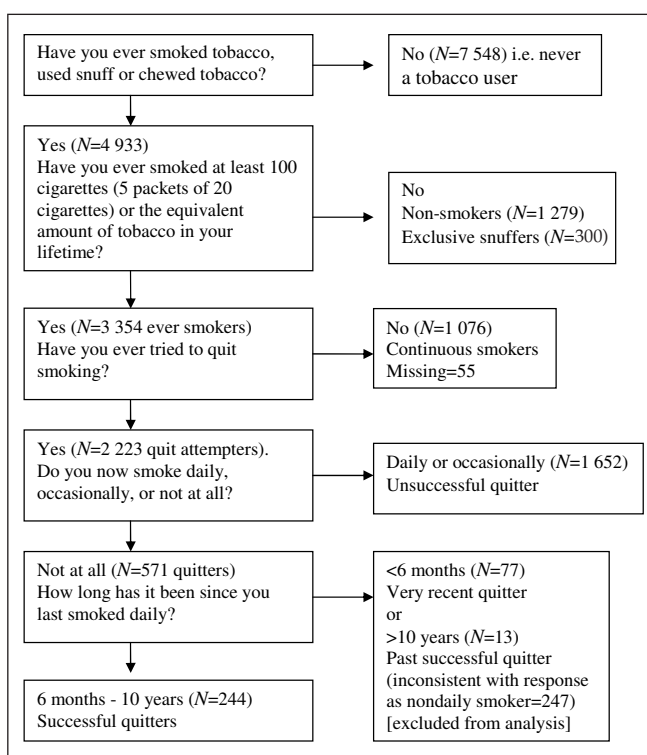 Have you ever smoked tobacco,
used snuff or chewed tobacco?
No (N=7 548) i.e. never
a tobacco user
Yes (N=4 933)
Have you ever smoked at least 100
cigarettes (5 packets of 20
cigarettes) or the equivalent
amount of tobacco in your
lifetime?
No
Non-smokers (N=1 279)
Exclusive snuffers (N=300)
Yes (N=3 354 ever smokers)
Have you ever tried to quit
smoking?
No (N=1 076)
Continuous smokers
Missing=55
Yes (N=2 223 quit attempters).
Do you now smoke daily,
occasionally, or not at all?
Daily or occasionally (N=1 652)
Unsuccessful quitter
Not at all (N=571 quitters)
How long has it been since you
last smoked daily?
<6 months (N=77)
Very recent quitter
or
>10 years (N=13)
Past successful quitter
(inconsistent with response
as nondaily smoker=247)
[excluded from analysis]
6 months - 10 years (N=244)
Successful quitters